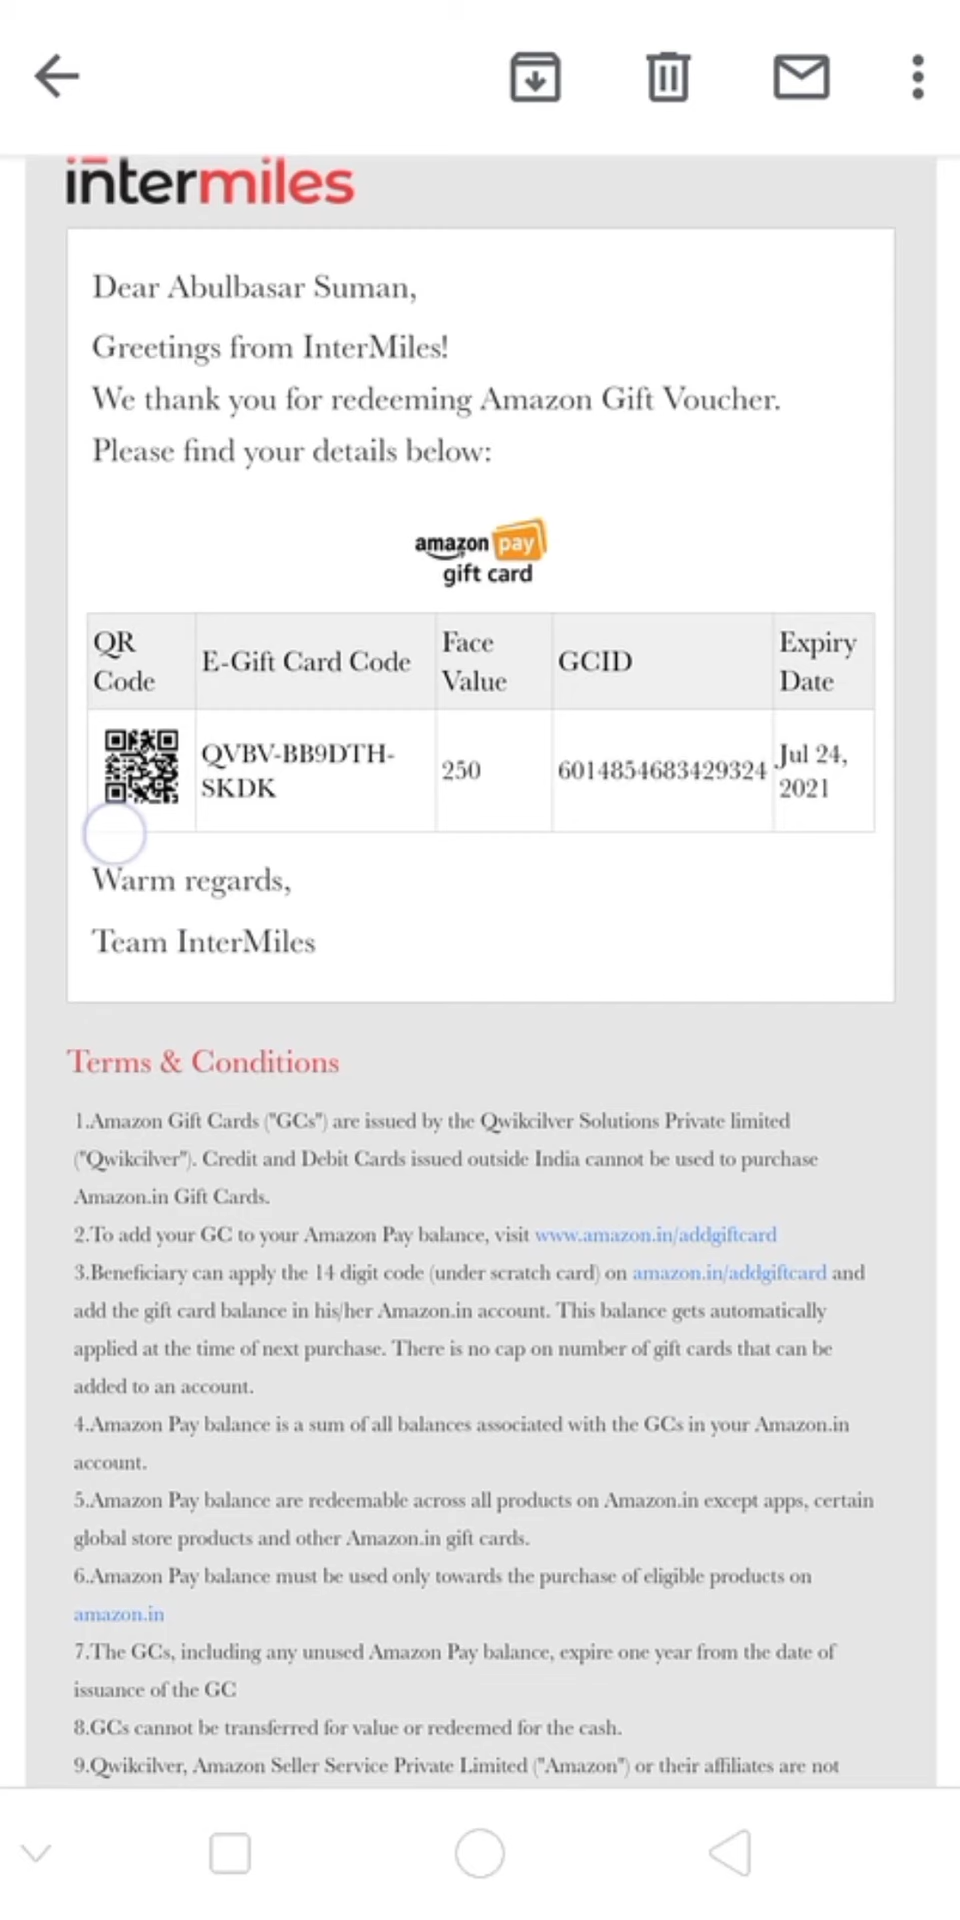 intermiles
Dear Abulbasar Suman,
Greetings from InterMiles!
We thank you for redeeming Amazon Gift Voucher.
Please find your details below:
amazon pay
gift card
QR Code E-Gift Card Code Face Value GCID Expiry Date
QVBV-BB9DTH-SKDK 250 6014854683429324 Jul 24, 2021
Warm regards,
Team InterMiles
Terms & Conditions
1.Amazon Gift Cards ("GCs") are issued by the Qwikcilver Solutions Private limited
("Qwikcilver"). Credit and Debit Cards issued outside India cannot be used to purchase
Amazon.in Gift Cards.
2.To add your GC to your Amazon Pay balance, visit www.amazon.in/addgiftcard
3.Beneficiary can apply the 14 digit code (under scratch card) on amazon.in/addgiftcard and
add the gift card balance in his/her Amazon.in account. This balance gets automatically
applied at the time of next purchase. There is no cap on number of gift cards that can be
added to an account.
4.Amazon Pay balance is a sum of all balances associated with the GCs in your Amazon.in
account.
5.Amazon Pay balance are redeemable across all products on Amazon.in except apps, certain
global store products and other Amazon.in gift cards.
6.Amazon Pay balance must be used only towards the purchase of eligible products on
amazon.in
7.The GCs, including any unused Amazon Pay balance, expire one year from the date of
issuance of the GC
8.GCs cannot be transferred for value or redeemed for the cash.
9.Qwikcilver, Amazon Seller Service Private Limited ("Amazon") or their affiliates are not